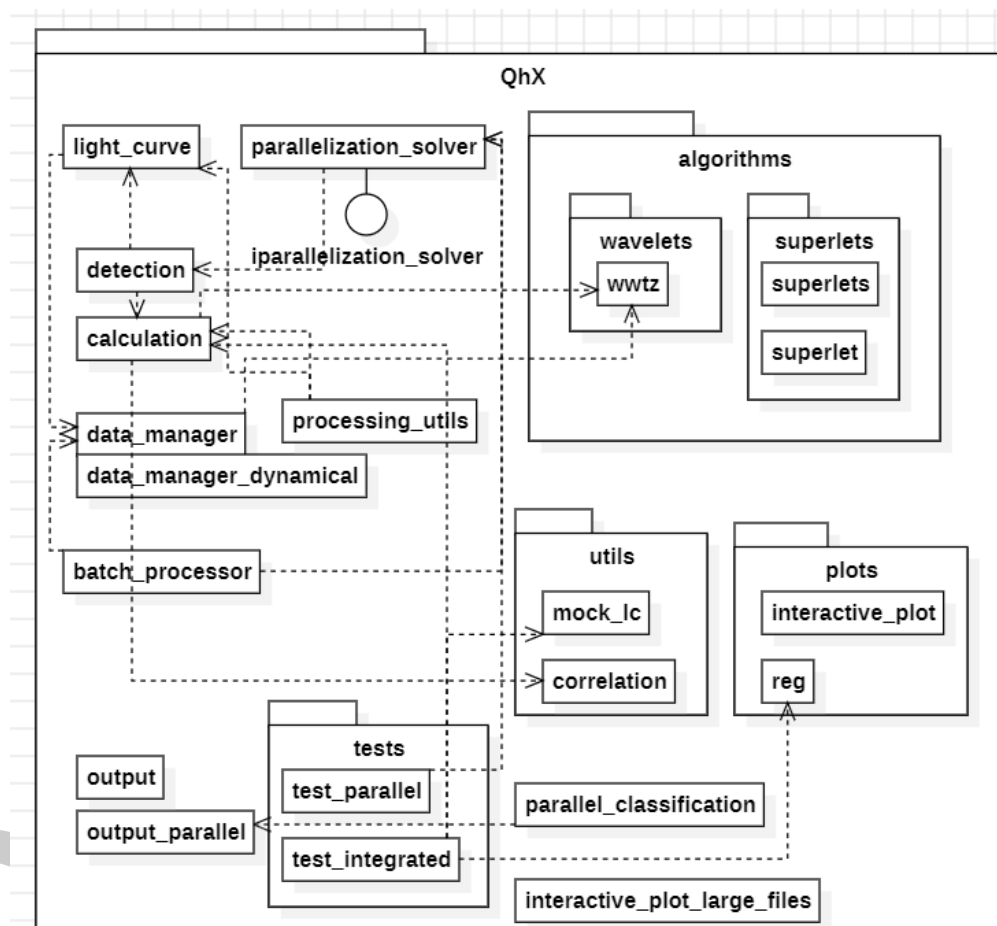 QhX
light_curve
parallelization_solver
iparallelization_solver
detection
calculation
processing_utils
data_manager
data_manager_dynamical
batch_processor
algorithms
wavelets
wwtz
superlets
superlets
superlet
utils
mock_lc
correlation
plots
interactive_plot
reg
tests
test_parallel
test_integrated
output
output_parallel
parallel_classification
interactive_plot_large_files